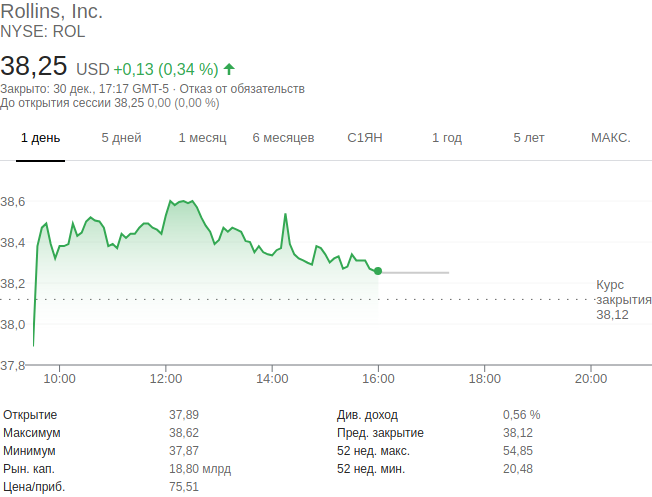 Rollins, Inc.
NYSE: ROL
38,25 USD +0,13 (0,34 %)
Закрыто: 30 дек., 17:17 GMT-5 · Отказ от обязательств
До открытия сессии 38,25 0,00 (0,00 %)
1 день 5 дней 1 месяц 6 месяцев С1ЯН 1 год 5 лет МАКС.
38,6
38,4
38,2
38,0
37,8
Курс
закрытия
38,12
10:00 12:00 14:00 16:00 18:00 20:00
Открытие 37,89 Див. доход 0,56 %
Максимум 38,62 Пред. закрытие 38,12
Минимум 37,87 52 нед. макс. 54,85
Рын. кап. 18,80 млрд 52 нед. мин. 20,48
Цена/приб. 75,51